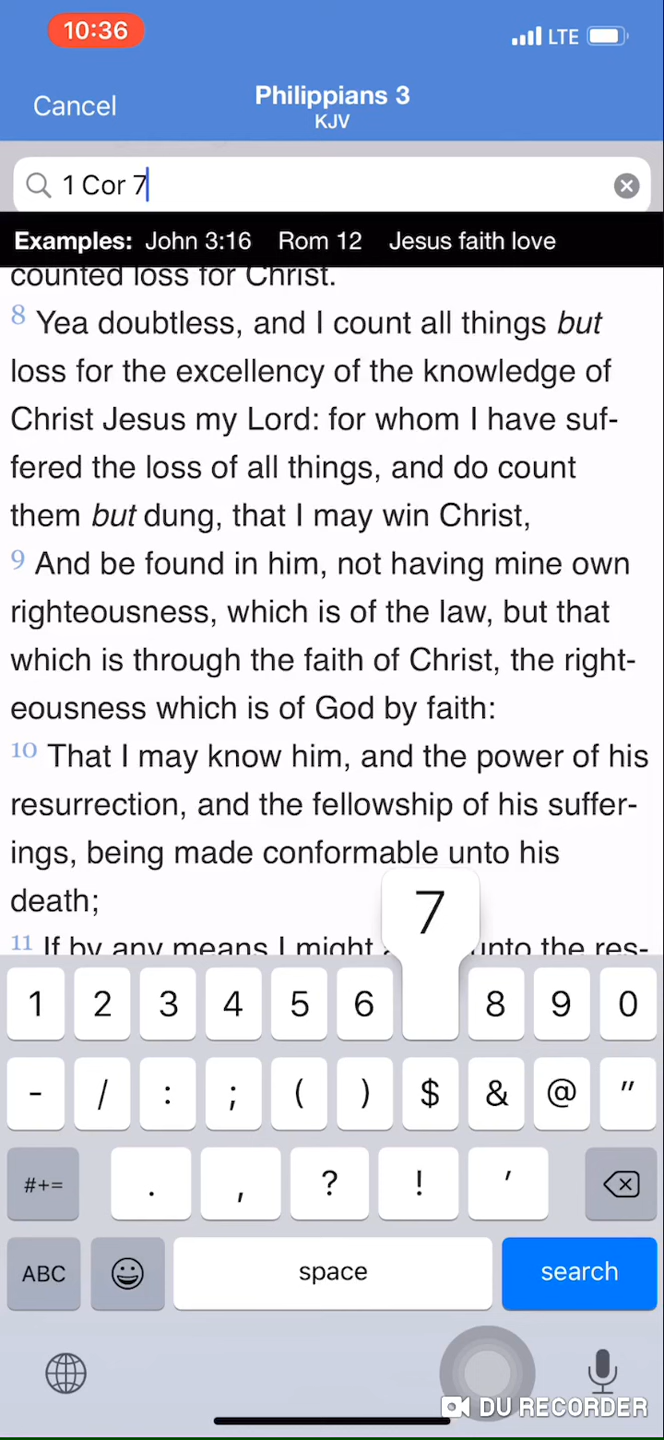 10:36
LTE
Cancel
Philippians 3
KJV
1 Cor 7
Examples: John 3:16 Rom 12 Jesus faith love
counted loss for Christ.
8 Yea doubtless, and I count all things but
loss for the excellency of the knowledge of
Christ Jesus my Lord: for whom I have suf-
fered the loss of all things, and do count
them but dung, that I may win Christ,
9 And be found in him, not having mine own
righteousness, which is of the law, but that
which is through the faith of Christ, the right-
eousness which is of God by faith:
10 That I may know him, and the power of his
resurrection, and the fellowship of his suffer-
ings, being made conformable unto his
death;
7
11 If by any means I might unto the res-
1 2 3 4 5 6 8 9 0
- / : ; ( ) $ & @ "
#+= . , ? ! '
ABC space search
DU RECORDER